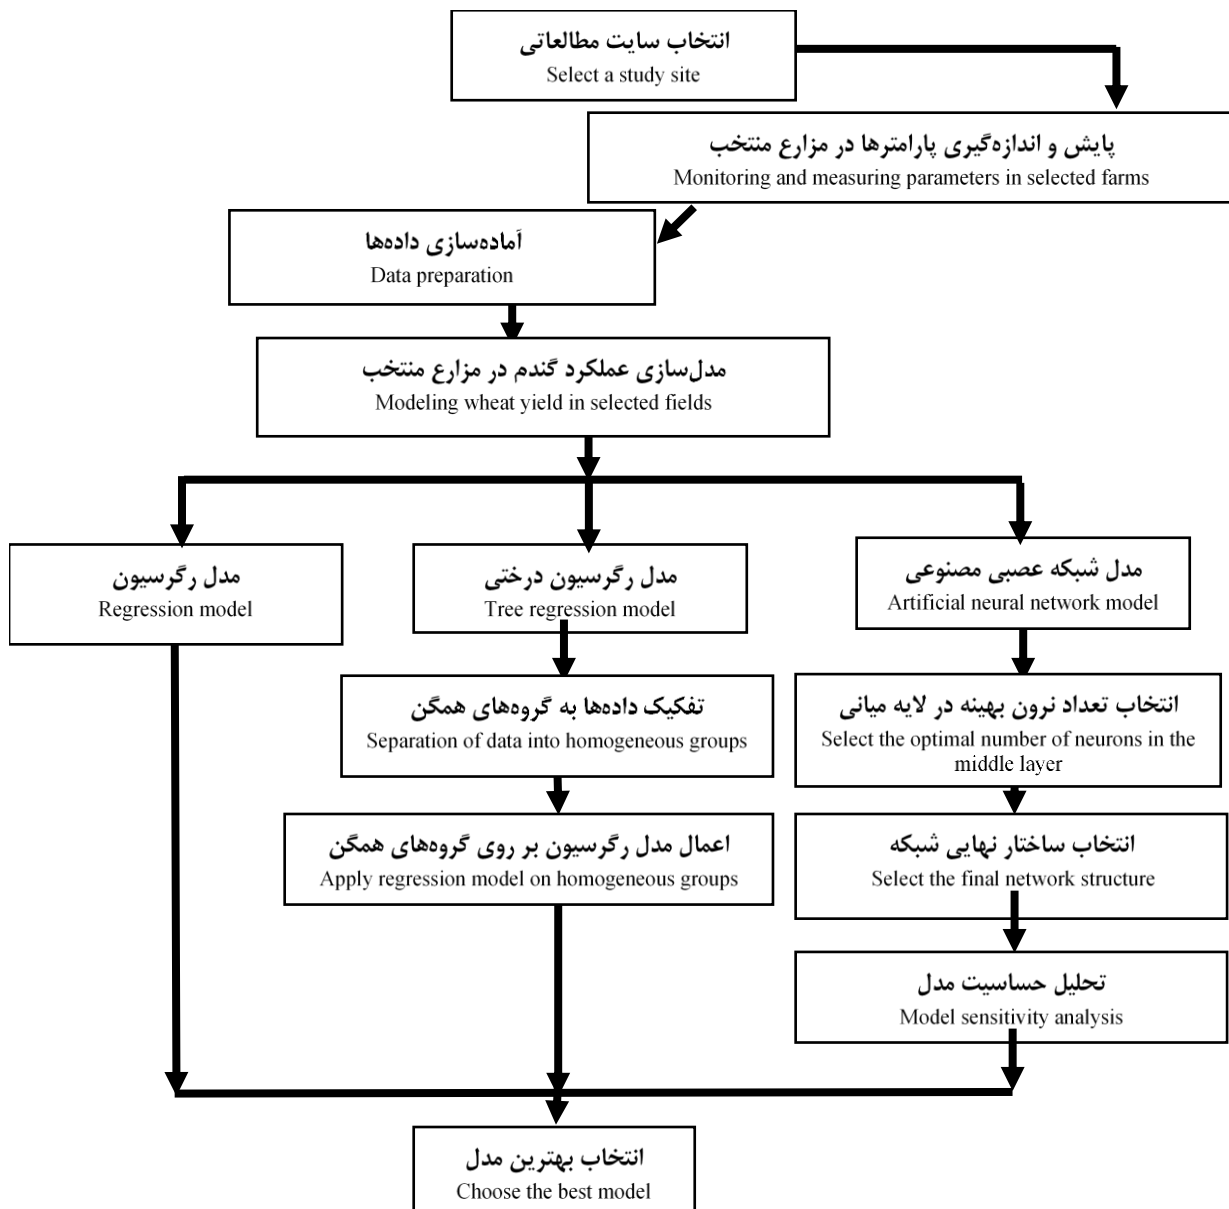 انتخاب سایت مطالعاتی
Select a study site
پایش و اندازه‌گیری پارامترها در مزارع منتخب
Monitoring and measuring parameters in selected farms
آماده‌سازی داده‌ها
Data preparation
مدل‌سازی عملکرد گندم در مزارع منتخب
Modeling wheat yield in selected fields
مدل رگرسیون
Regression model
مدل رگرسیون درختی
Tree regression model
مدل شبکه عصبی مصنوعی
Artificial neural network model
تفکیک داده‌ها به گروه‌های همگن
Separation of data into homogeneous groups
انتخاب تعداد نرون بهینه در لایه میانی
Select the optimal number of neurons in the
middle layer
اعمال مدل رگرسیون بر روی گروه‌های همگن
Apply regression model on homogeneous groups
انتخاب ساختار نهایی شبکه
Select the final network structure
تحلیل حساسیت مدل
Model sensitivity analysis
انتخاب بهترین مدل
Choose the best model